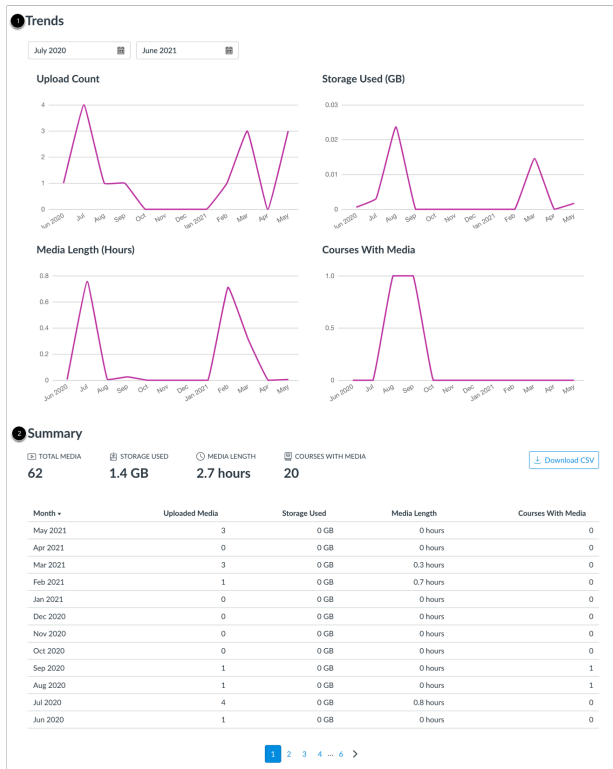 1 Trends
July 2020 June 2021
Upload Count Storage Used (GB)
4 0.03
3 0.02
2
1 0.01
0 0
Jun 2020 Jul Aug Sep Oct Nov Dec Jan 2021 Feb Mar Apr May Jun 2020 Jul Aug Sep Oct Nov Dec Jan 2021 Feb Mar Apr May
Media Length (Hours) Courses With Media
0.8 1.0
0.6
0.4 0.5
0.2
0 0
Jun 2020 Jul Aug Sep Oct Nov Dec Jan 2021 Feb Mar Apr May Jun 2020 Jul Aug Sep Oct Nov Dec Jan 2021 Feb Mar Apr May
2 Summary
TOTAL MEDIA STORAGE USED MEDIA LENGTH COURSES WITH MEDIA
62 1.4 GB 2.7 hours 20 Download CSV
Month Uploaded Media Storage Used Media Length Courses With Media
May 2021 3 0 GB 0 hours 0
Apr 2021 0 0 GB 0 hours 0
Mar 2021 3 0 GB 0.3 hours 0
Feb 2021 1 0 GB 0.7 hours 0
Jan 2021 0 0 GB 0 hours 0
Dec 2020 0 0 GB 0 hours 0
Nov 2020 0 0 GB 0 hours 0
Oct 2020 0 0 GB 0 hours 0
Sep 2020 1 0 GB 0 hours 1
Aug 2020 1 0 GB 0 hours 1
Jul 2020 4 0 GB 0.8 hours 0
Jun 2020 1 0 GB 0 hours 0
1 2 3 4 ... 6 >